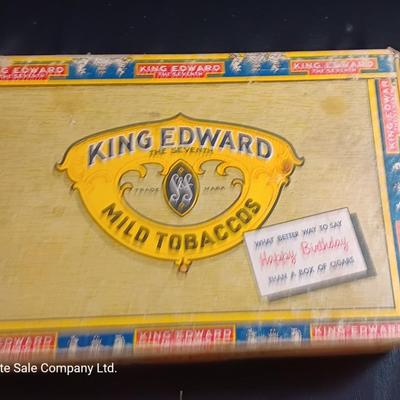 KING EDWARD
THE SEVENTH
KING EDWARD
THE SEVENTH
KING EDWARD
THE SEVENTH
KING EDWARD
THE SEVENTH
TRADE MARK
MILD TOBACCOS
WHAT BETTER WAY TO SAY
Happy Birthday
THAN A BOX OF CIGARS
KING EDWARD
KING EDWARD
KING EDWARD
te Sale Company Ltd.